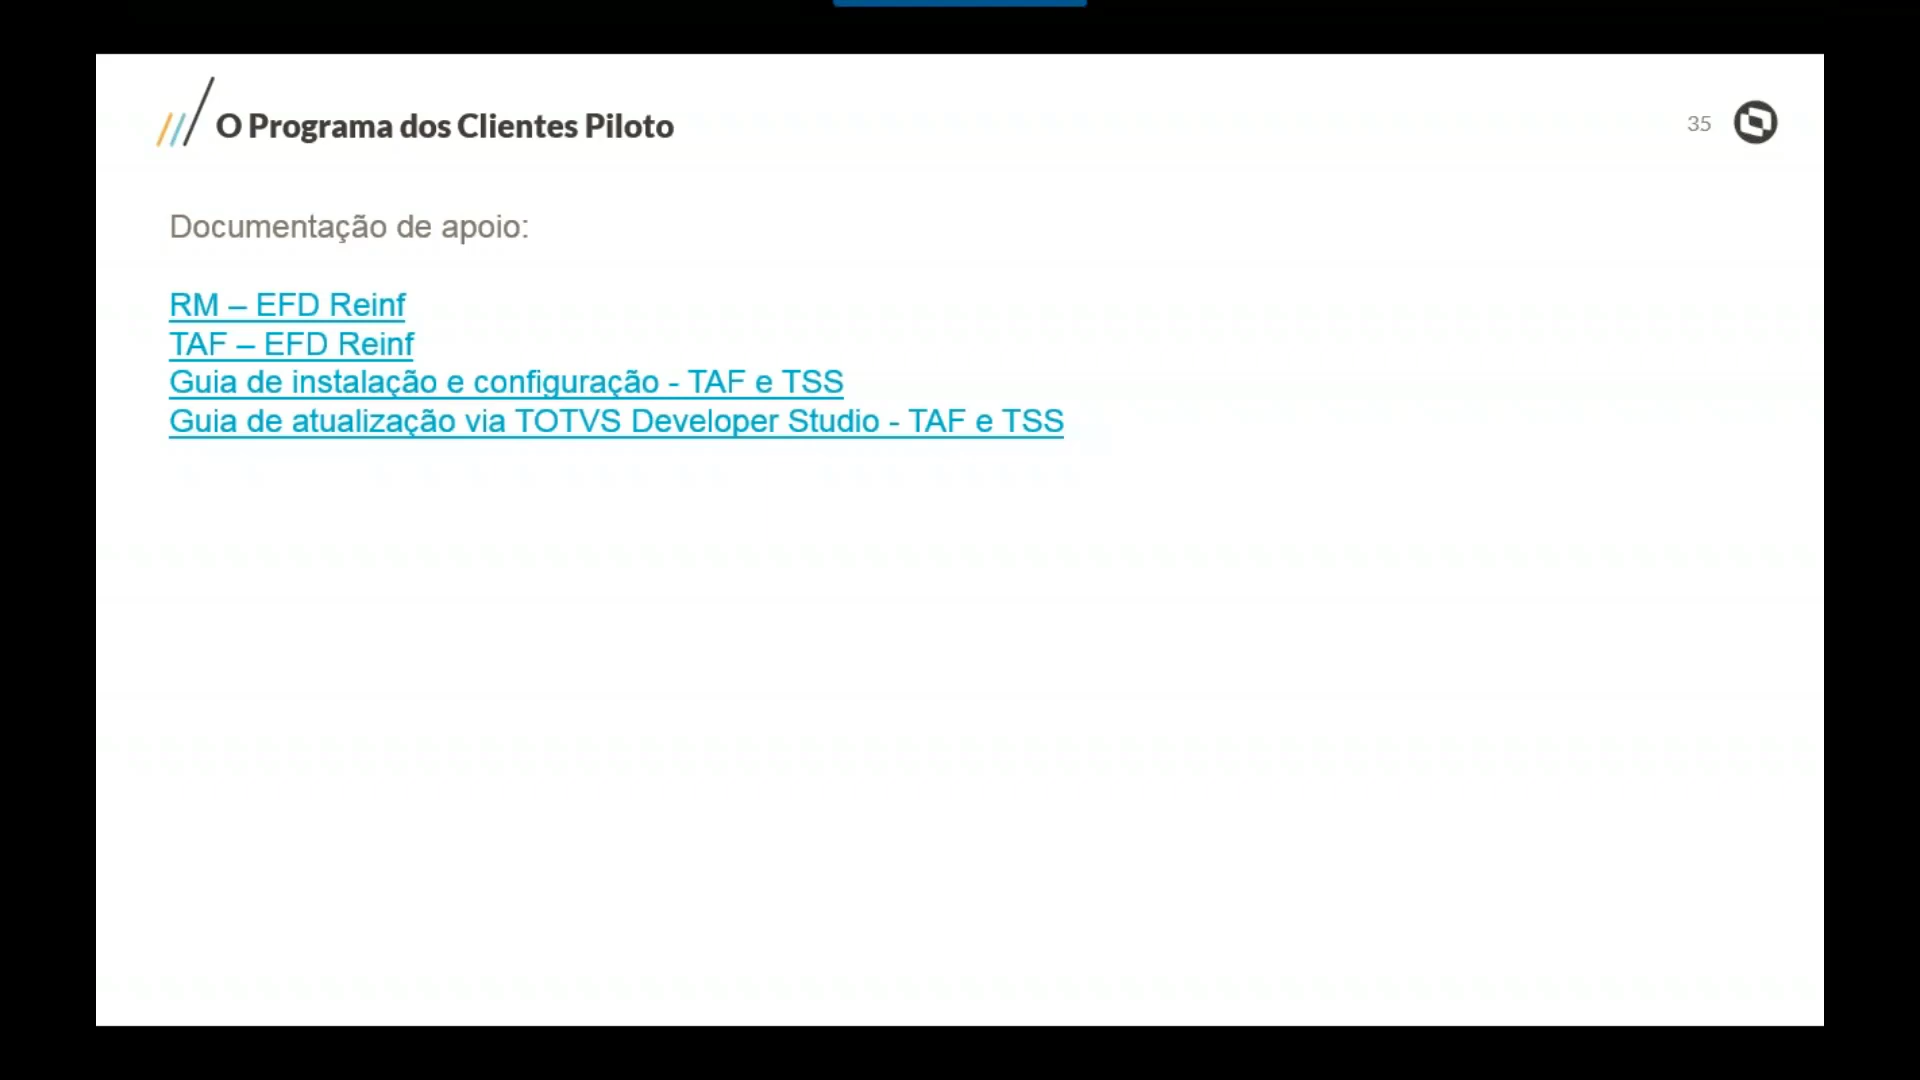 O Programa dos Clientes Piloto
35
Documentação de apoio:
RM – EFD Reinf
TAF – EFD Reinf
Guia de instalação e configuração - TAF e TSS
Guia de atualização via TOTVS Developer Studio - TAF e TSS